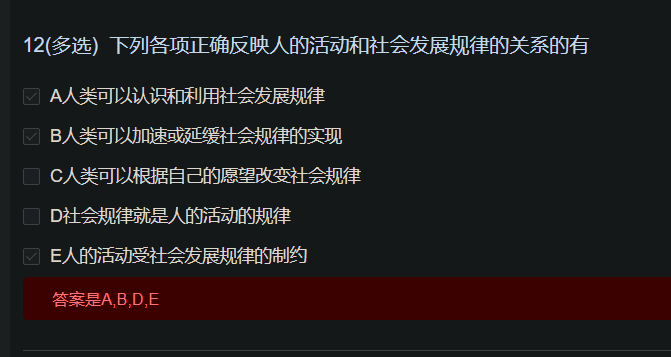 12(多选)  下列各项正确反映人的活动和社会发展规律的关系的有
A人类可以认识和利用社会发展规律
B人类可以加速或延缓社会规律的实现
C人类可以根据自己的愿望改变社会规律
D社会规律就是人的活动的规律
E人的活动受社会发展规律的制约
答案是A,B,D,E